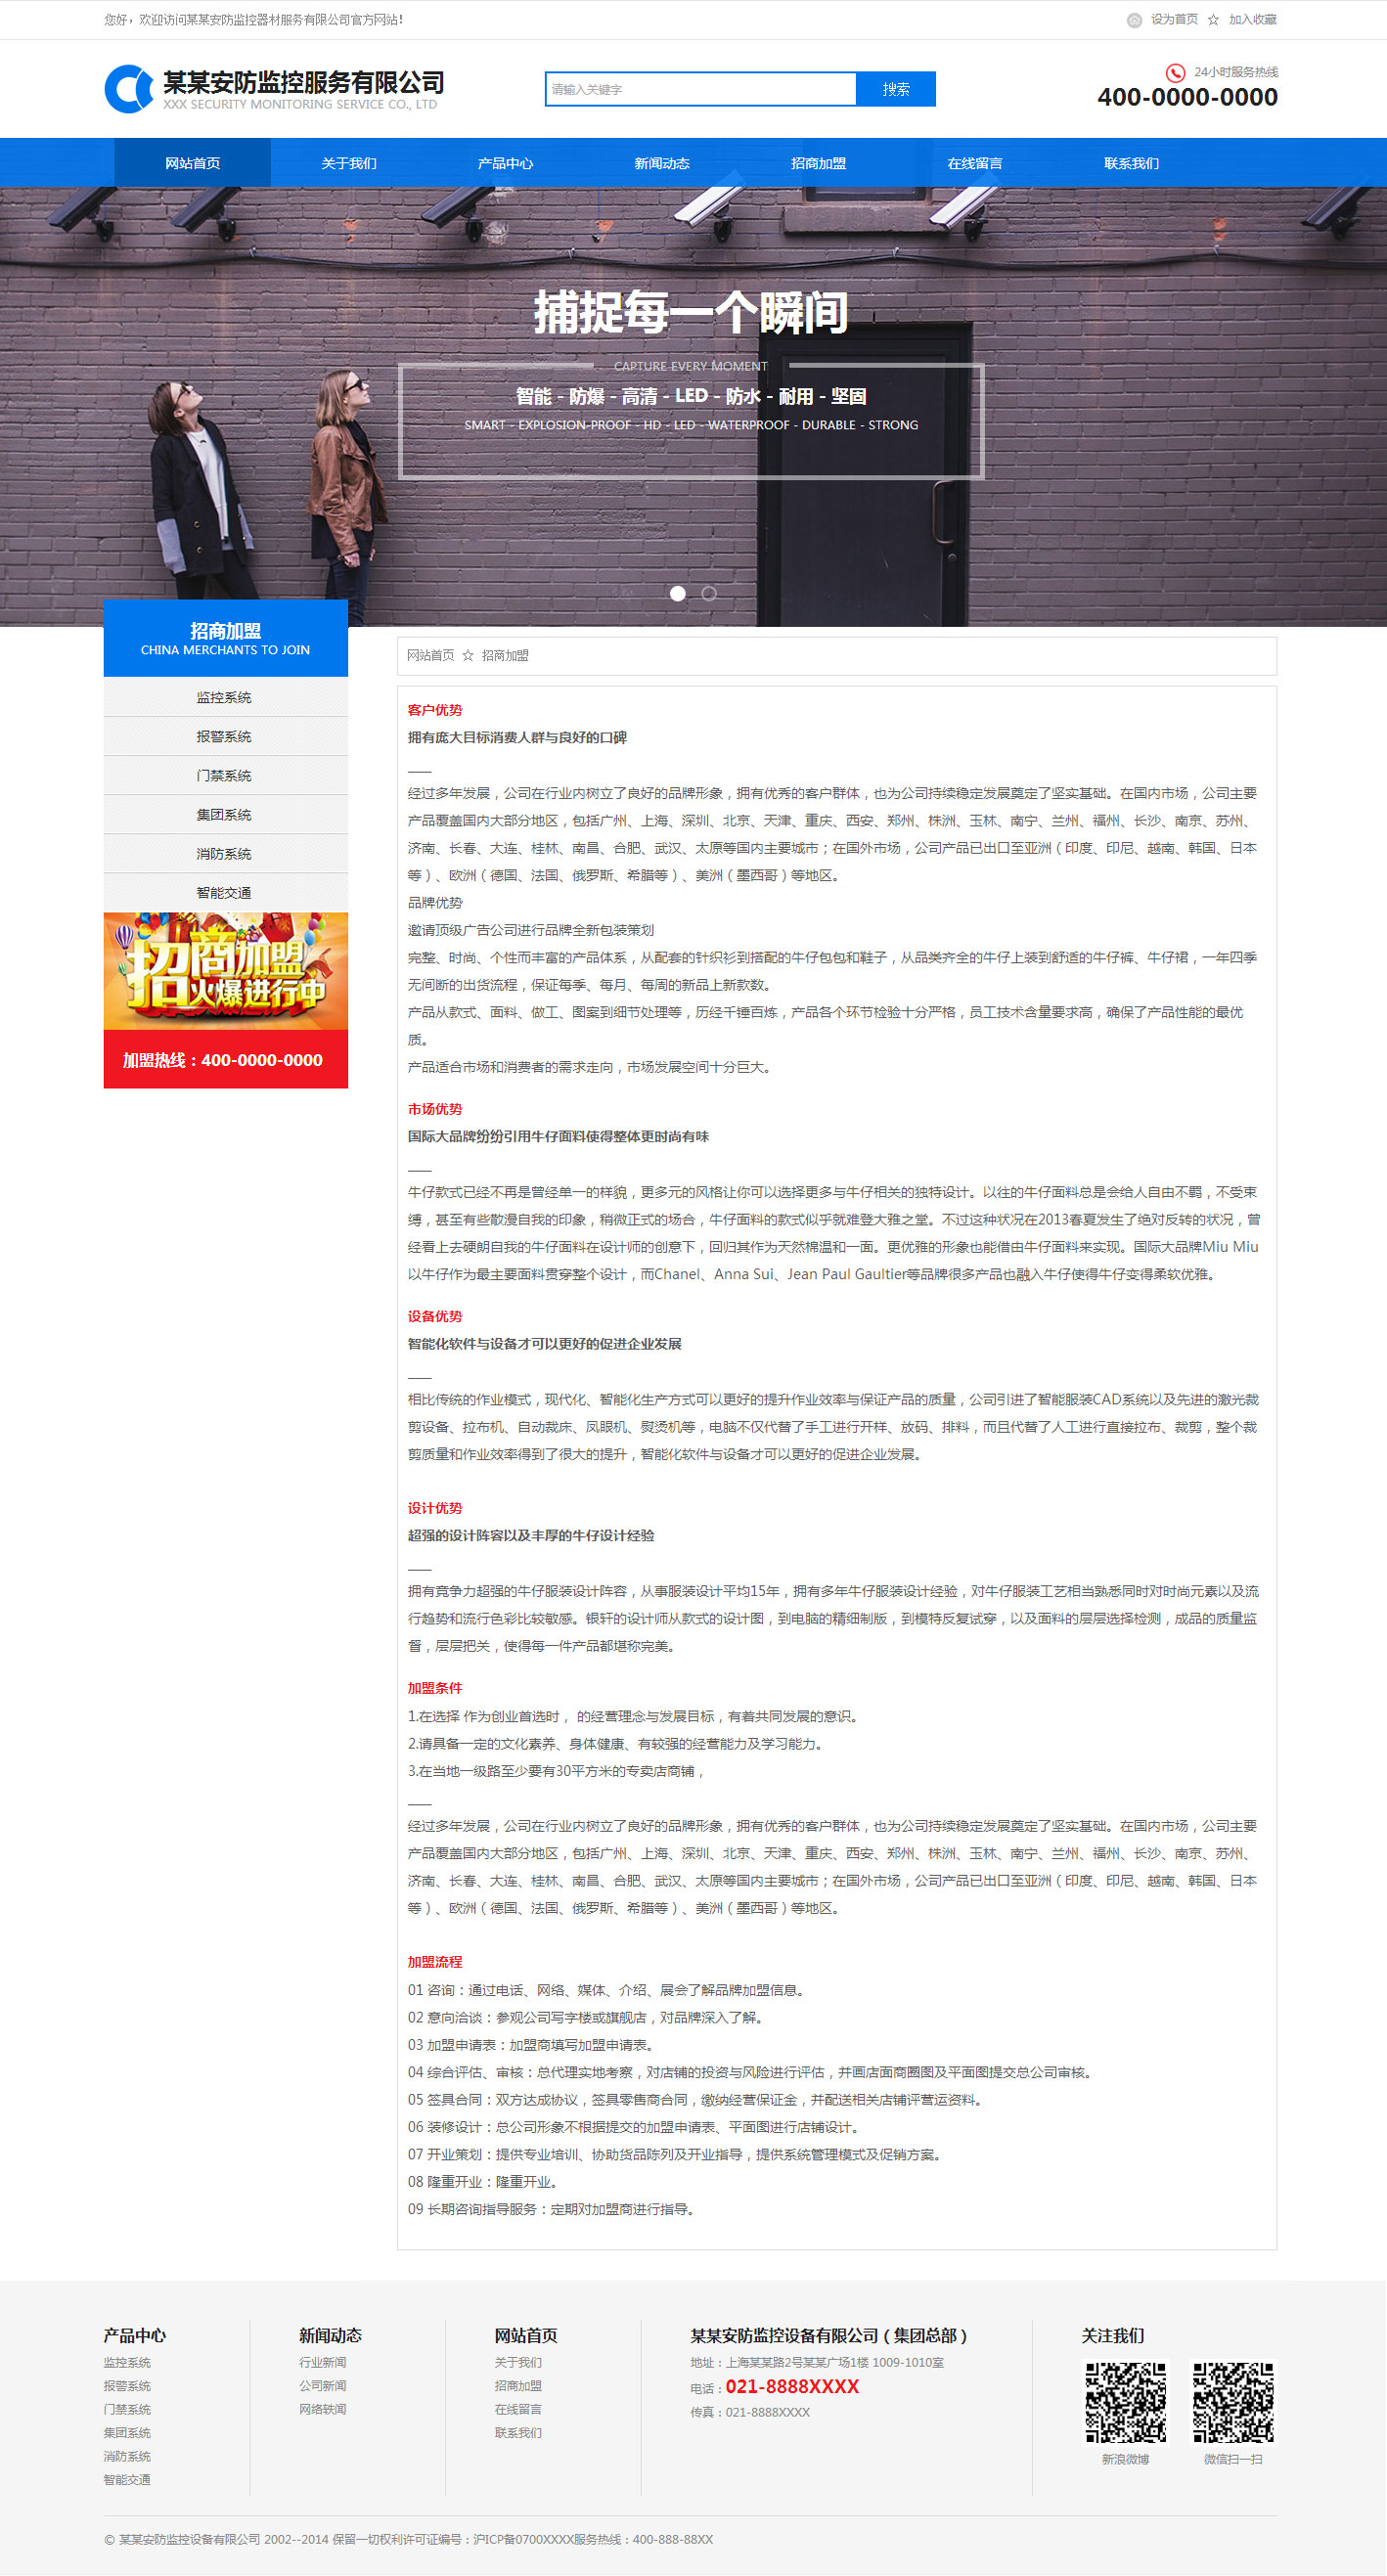 您好，欢迎访问某某安防监控器材服务有限公司官方网站！
设为首页 ☆ 加入收藏
某某安防监控服务有限公司
XXX SECURITY MONITORING SERVICE CO., LTD
请输入关键字
搜索
24小时服务热线
400-0000-0000
网站首页
关于我们
产品中心
新闻动态
招商加盟
在线留言
联系我们
捕捉每一个瞬间
CAPTURE EVERY MOMENT
智能 - 防爆 - 高清 - LED - 防水 - 耐用 - 坚固
SMART - EXPLOSION-PROOF - HD - LED - WATERPROOF - DURABLE - STRONG
招商加盟
CHINA MERCHANTS TO JOIN
监控系统
报警系统
门禁系统
集团系统
消防系统
智能交通
招商加盟
火爆进行中
加盟热线：400-0000-0000
网站首页 ☆ 招商加盟
客户优势
拥有庞大目标消费人群与良好的口碑
___
经过多年发展，公司在行业内树立了良好的品牌形象，拥有优秀的客户群体，也为公司持续稳定发展奠定了坚实基础。在国内市场，公司主要
产品覆盖国内大部分地区，包括广州、上海、深圳、北京、天津、重庆、西安、郑州、株洲、玉林、南宁、兰州、福州、长沙、南京、苏州、
济南、长春、大连、桂林、南昌、合肥、武汉、太原等国内主要城市；在国外市场，公司产品已出口至亚洲（印度、印尼、越南、韩国、日本
等）、欧洲（德国、法国、俄罗斯、希腊等）、美洲（墨西哥）等地区。
品牌优势
邀请顶级广告公司进行品牌全新包装策划
完整、时尚、个性而丰富的产品体系，从配套的针织衫到搭配的牛仔包包和鞋子，从品类齐全的牛仔上装到舒适的牛仔裤、牛仔裙，一年四季
无间断的出货流程，保证每季、每月、每周的新品上新款数。
产品从款式、面料、做工、图案到细节处理等，历经千锤百炼，产品各个环节检验十分严格，员工技术含量要求高，确保了产品性能的最优
质。
产品适合市场和消费者的需求走向，市场发展空间十分巨大。
市场优势
国际大品牌纷纷引用牛仔面料使得整体更时尚有味
___
牛仔款式已经不再是曾经单一的样貌，更多元的风格让你可以选择更多与牛仔相关的独特设计。以往的牛仔面料总是会给人自由不羁，不受束
缚，甚至有些散漫自我的印象，稍微正式的场合，牛仔面料的款式似乎就难登大雅之堂。不过这种状况在2013春夏发生了绝对反转的状况，曾
经看上去硬朗自我的牛仔面料在设计师的创意下，回归其作为天然棉温和一面。更优雅的形象也能借由牛仔面料来实现。国际大品牌Miu Miu
以牛仔作为最主要面料贯穿整个设计，而Chanel、Anna Sui、Jean Paul Gaultier等品牌很多产品也融入牛仔使得牛仔变得柔软优雅。
设备优势
智能化软件与设备才可以更好的促进企业发展
___
相比传统的作业模式，现代化、智能化生产方式可以更好的提升作业效率与保证产品的质量，公司引进了智能服装CAD系统以及先进的激光裁
剪设备、拉布机、自动裁床、凤眼机、熨烫机等，电脑不仅代替了手工进行开样、放码、排料，而且代替了人工进行直接拉布、裁剪，整个裁
剪质量和作业效率得到了很大的提升，智能化软件与设备才可以更好的促进企业发展。
设计优势
超强的设计阵容以及丰厚的牛仔设计经验
___
拥有竞争力超强的牛仔服装设计阵容，从事服装设计平均15年，拥有多年牛仔服装设计经验，对牛仔服装工艺相当熟悉同时对时尚元素以及流
行趋势和流行色彩比较敏感。银轩的设计师从款式的设计图，到电脑的精细制版，到模特反复试穿，以及面料的层层选择检测，成品的质量监
督，层层把关，使得每一件产品都堪称完美。
加盟条件
1.在选择 作为创业首选时， 的经营理念与发展目标，有着共同发展的意识。
2.请具备一定的文化素养、身体健康、有较强的经营能力及学习能力。
3.在当地一级路至少要有30平方米的专卖店商铺，
___
经过多年发展，公司在行业内树立了良好的品牌形象，拥有优秀的客户群体，也为公司持续稳定发展奠定了坚实基础。在国内市场，公司主要
产品覆盖国内大部分地区，包括广州、上海、深圳、北京、天津、重庆、西安、郑州、株洲、玉林、南宁、兰州、福州、长沙、南京、苏州、
济南、长春、大连、桂林、南昌、合肥、武汉、太原等国内主要城市；在国外市场，公司产品已出口至亚洲（印度、印尼、越南、韩国、日本
等）、欧洲（德国、法国、俄罗斯、希腊等）、美洲（墨西哥）等地区。
加盟流程
01 咨询：通过电话、网络、媒体、介绍、展会了解品牌加盟信息。
02 意向洽谈：参观公司写字楼或旗舰店，对品牌深入了解。
03 加盟申请表：加盟商填写加盟申请表。
04 综合评估、审核：总代理实地考察，对店铺的投资与风险进行评估，并画店面商圈图及平面图提交总公司审核。
05 签具合同：双方达成协议，签具零售商合同，缴纳经营保证金，并配送相关店铺评营运资料。
06 装修设计：总公司形象不根据提交的加盟申请表、平面图进行店铺设计。
07 开业策划：提供专业培训、协助货品陈列及开业指导，提供系统管理模式及促销方案。
08 隆重开业：隆重开业。
09 长期咨询指导服务：定期对加盟商进行指导。
产品中心
监控系统
报警系统
门禁系统
集团系统
消防系统
智能交通
新闻动态
行业新闻
公司新闻
网络轶闻
网站首页
关于我们
招商加盟
在线留言
联系我们
某某安防监控设备有限公司（集团总部）
地址：上海某某路2号某某广场1楼 1009-1010室
电话：021-8888XXXX
传真：021-8888XXXX
关注我们
新浪微博
微信扫一扫
© 某某安防监控设备有限公司 2002--2014 保留一切权利许可证编号：沪ICP备0700XXXX服务热线：400-888-88XX